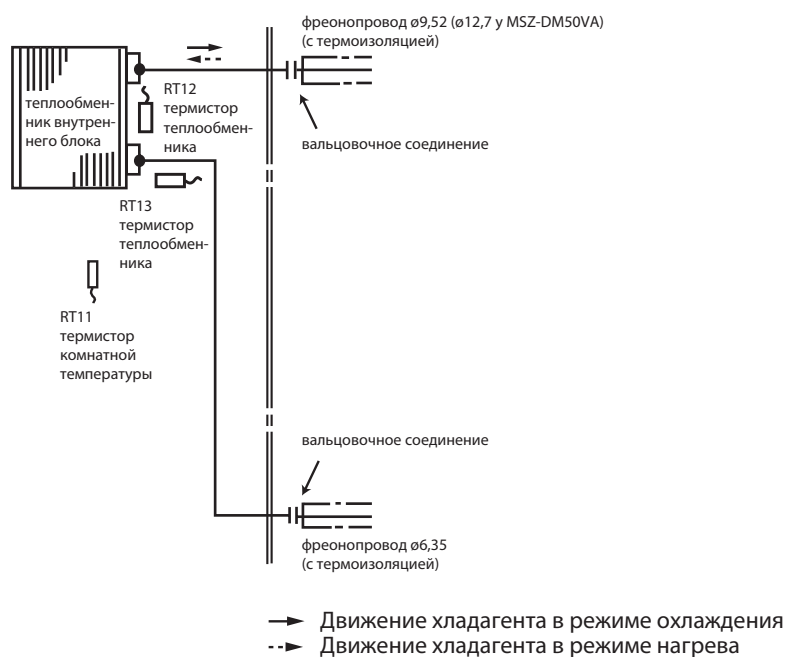 фреонопровод ø9,52 (ø12,7 у MSZ-DM50VA)
(с термоизоляцией)
вальцовочное соединение
теплообмен-
ник внутрен-
него блока
RT12
термистор
теплообмен-
ника
RT13
термистор
теплообмен-
ника
RT11
термистор
комнатной
температуры
вальцовочное соединение
фреонопровод ø6,35
(с термоизоляцией)
Движение хладагента в режиме охлаждения
Движение хладагента в режиме нагрева